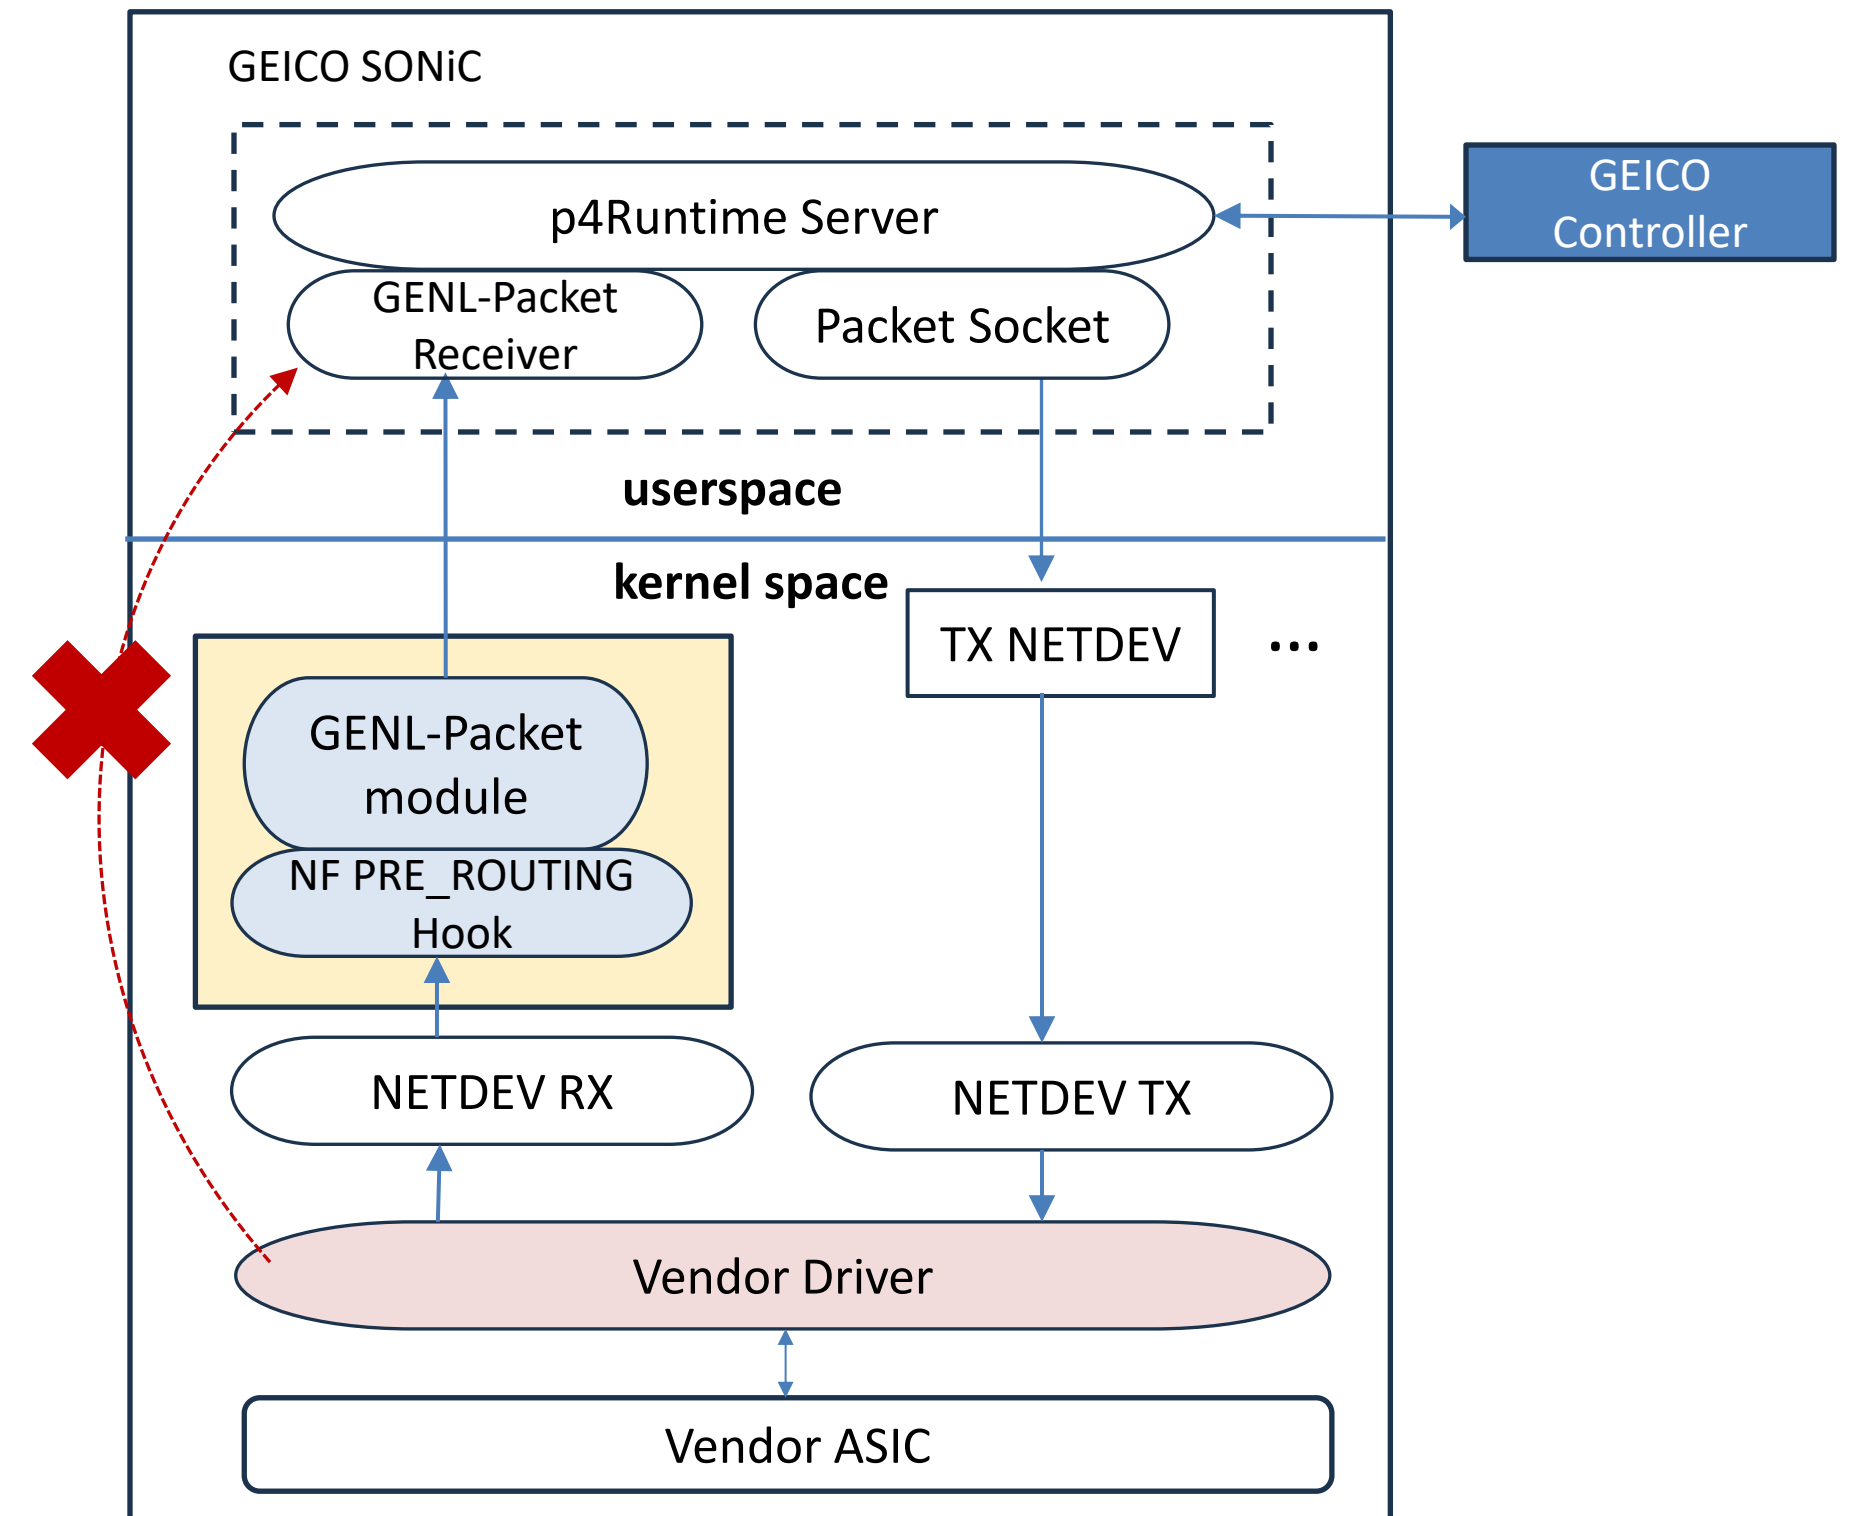 GEICO SONiC
p4Runtime Server
GEICO
Controller
GENL-Packet
Receiver
Packet Socket
userspace
kernel space
TX NETDEV
...
GENL-Packet
module
NF PRE_ROUTING
Hook
NETDEV RX
NETDEV TX
Vendor Driver
Vendor ASIC